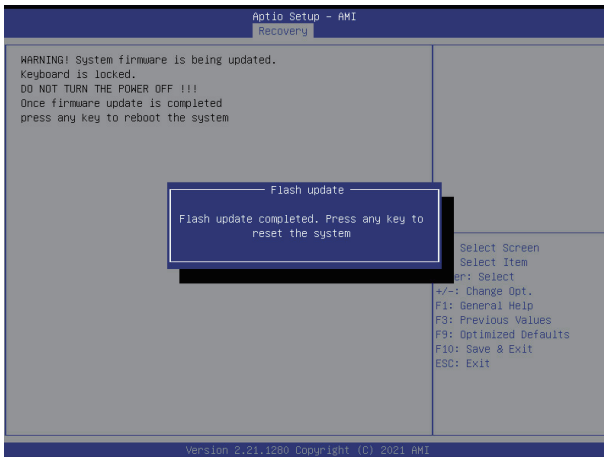 Aptio Setup - AMI
Recovery
WARNING! System firmware is being updated.
Keyboard is locked.
DO NOT TURN THE POWER OFF !!!
Once firmware update is completed
press any key to reboot the system
Flash update
Flash update completed. Press any key to
reset the system
Select Screen
Select Item
er: Select
+/-: Change Opt.
F1: General Help
F3: Previous Values
F9: Optimized Defaults
F10: Save & Exit
ESC: Exit
Version 2.21.1280 Copyright (C) 2021 AMI